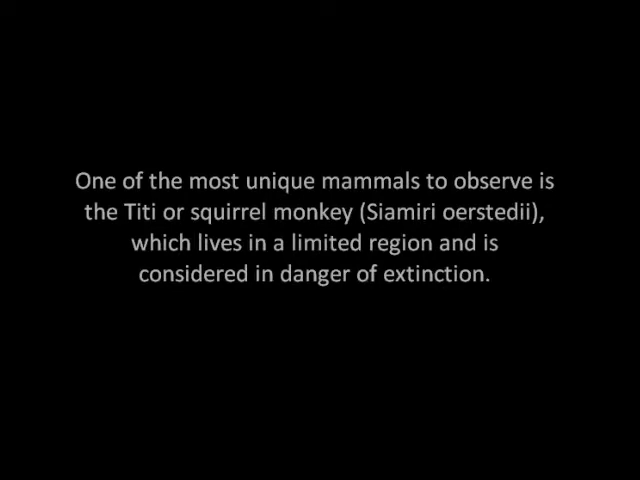 One of the most unique mammals to observe is
the Titi or squirrel monkey (Siamiri oerstedii),
which lives in a limited region and is
considered in danger of extinction.